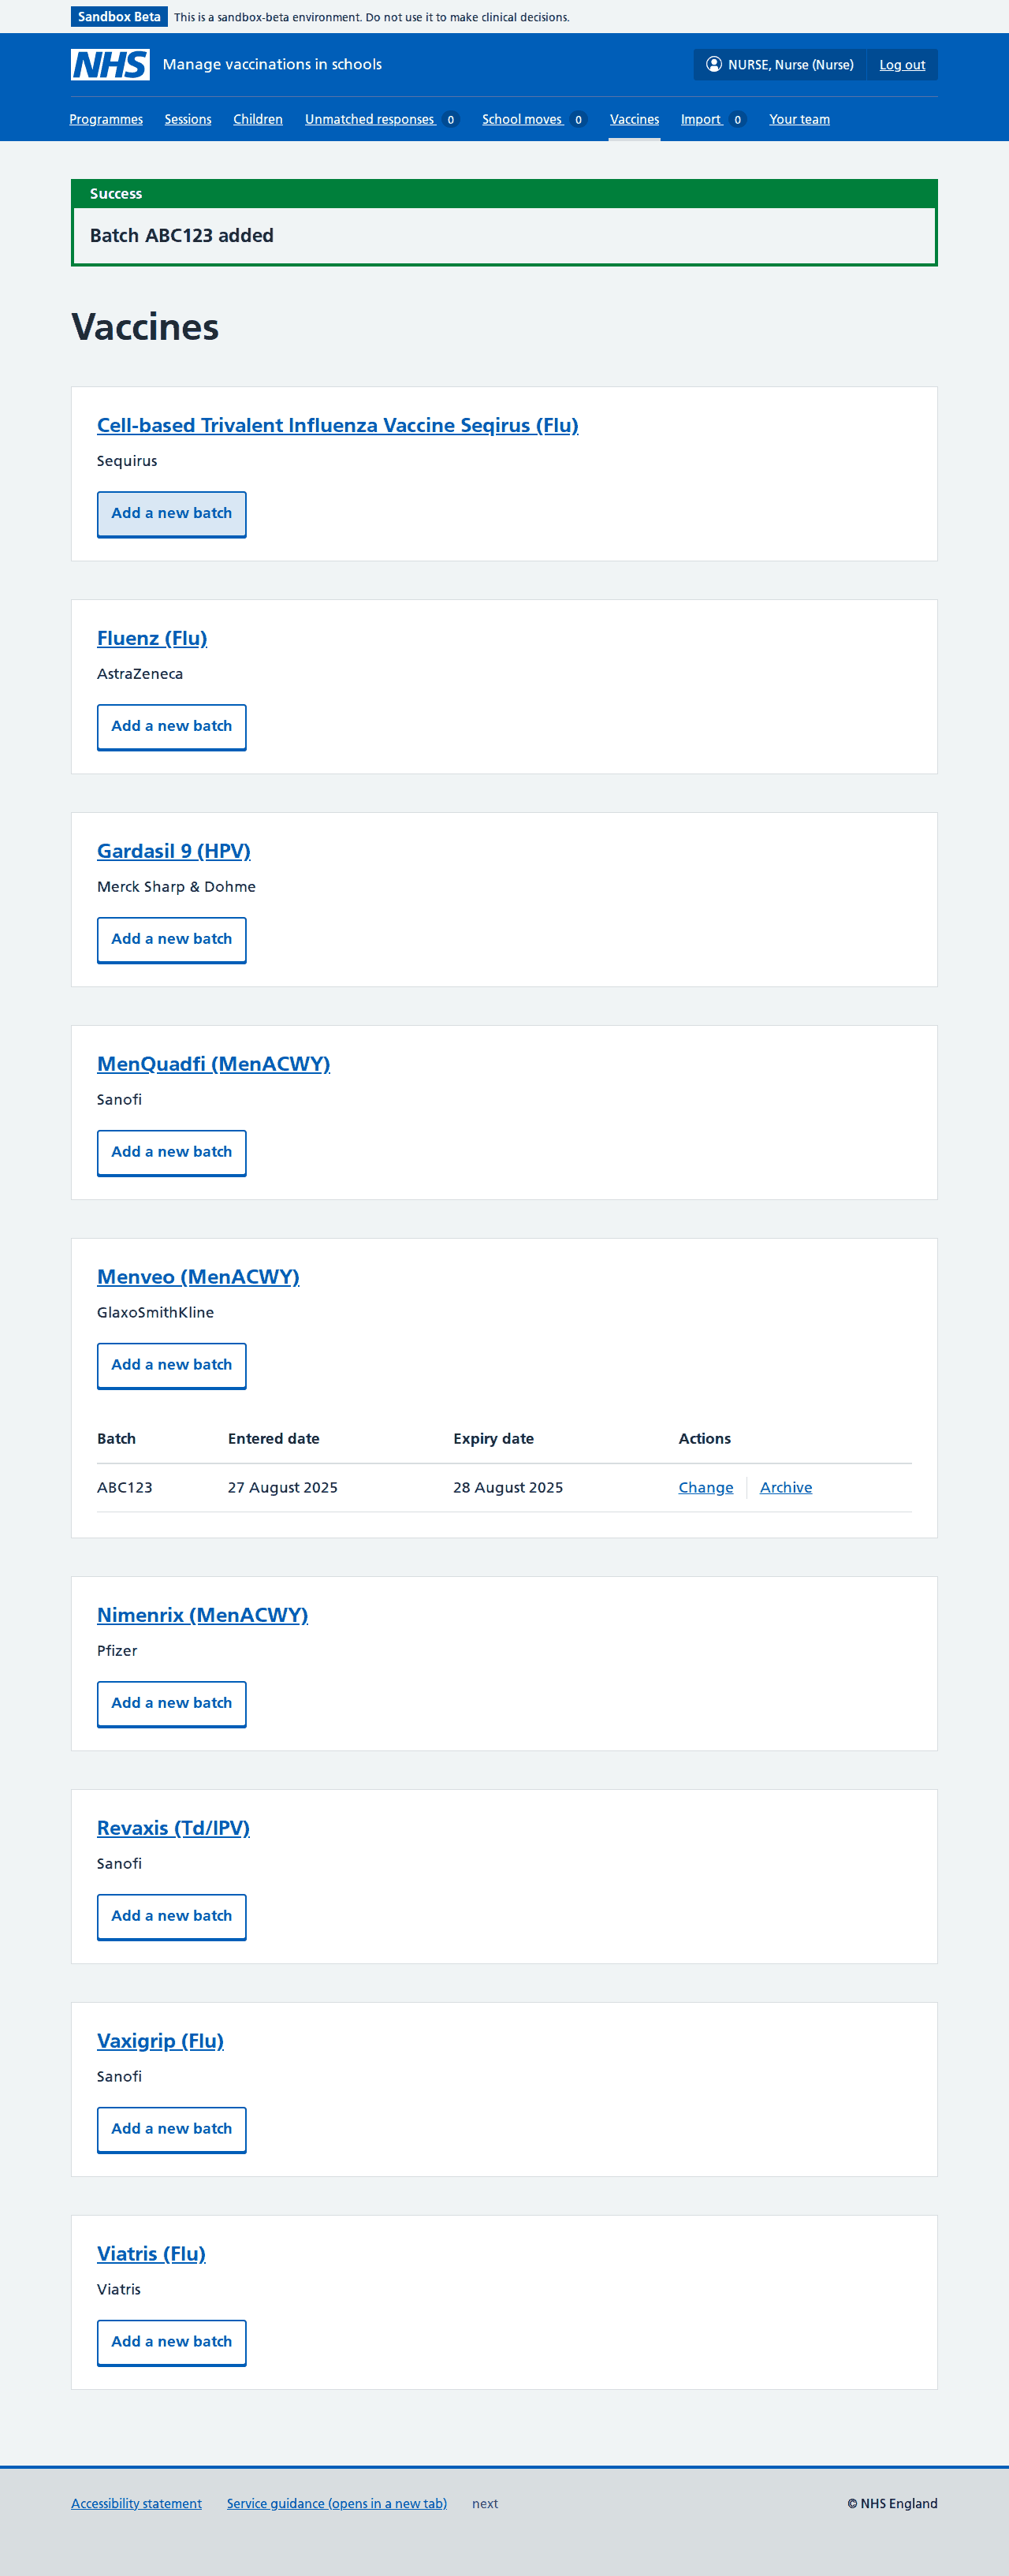 Sandbox Beta This is a sandbox-beta environment. Do not use it to make clinical decisions.
NHS Manage vaccinations in schools NURSE, Nurse (Nurse) Log out
Programmes Sessions Children Unmatched responses 0 School moves 0 Vaccines Import 0 Your team
Success
Batch ABC123 added
Vaccines
Cell-based Trivalent Influenza Vaccine Seqirus (Flu)
Sequirus
Add a new batch
Fluenz (Flu)
AstraZeneca
Add a new batch
Gardasil 9 (HPV)
Merck Sharp & Dohme
Add a new batch
MenQuadfi (MenACWY)
Sanofi
Add a new batch
Menveo (MenACWY)
GlaxoSmithKline
Add a new batch
Batch Entered date Expiry date Actions
ABC123 27 August 2025 28 August 2025 Change Archive
Nimenrix (MenACWY)
Pfizer
Add a new batch
Revaxis (Td/IPV)
Sanofi
Add a new batch
Vaxigrip (Flu)
Sanofi
Add a new batch
Viatris (Flu)
Viatris
Add a new batch
Accessibility statement Service guidance (opens in a new tab) next © NHS England